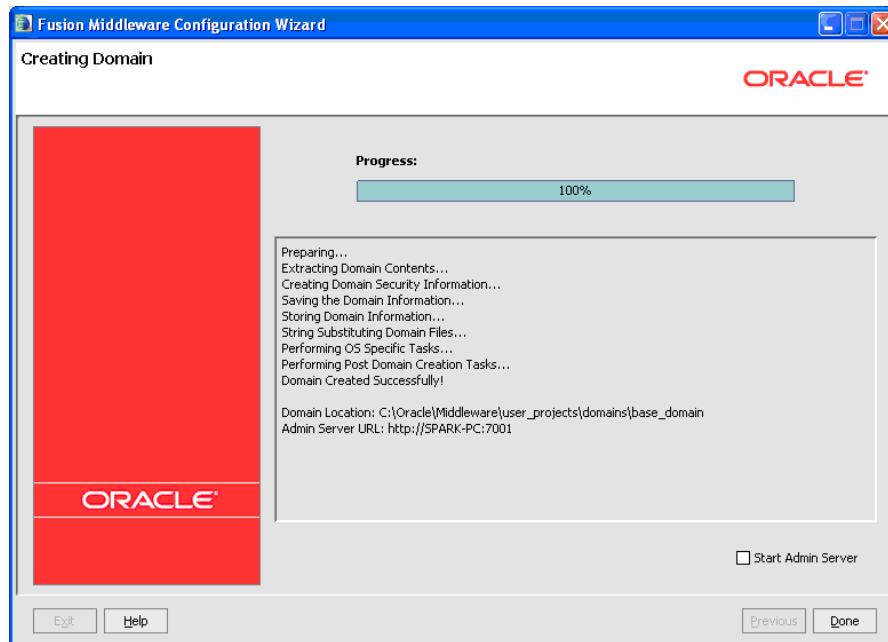 Fusion Middleware Configuration Wizard
Creating Domain
ORACLE
Progress:
100%
Preparing...
Extracting Domain Contents...
Creating Domain Security Information...
Saving the Domain Information...
Storing Domain Information...
String Substituting Domain Files...
Performing OS Specific Tasks...
Performing Post Domain Creation Tasks...
Domain Created Successfully!
Domain Location: C:\Oracle\Middleware\user_projects\domains\base_domain
Admin Server URL: http://SPARK-PC:7001
ORACLE
Start Admin Server
Exit Help Previous Done